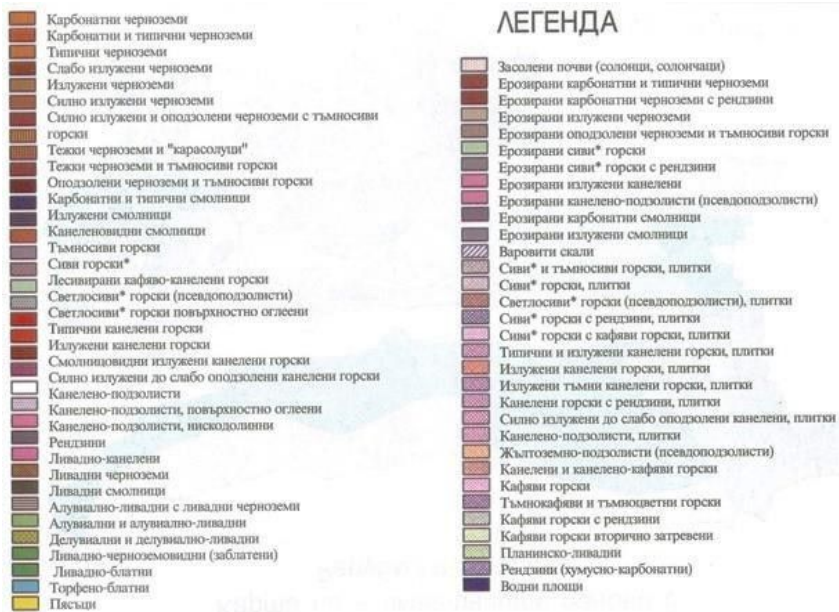 Карбонатни черноземи
Карбонатни и типични черноземи
Типични черноземи
Слабо излужени черноземи
Излужени черноземи
Силно излужени черноземи
Силно излужени и оподзолени черноземи с тъмносиви
горски
Тежки черноземи и "карасолуци"
Тежки черноземи и тъмносиви горски
Оподзолени черноземи и тъмносиви горски
Карбонатни и типични смолници
Излужени смолници
Канеленовидни смолници
Тъмносиви горски
Сиви горски*
Лесивирани кафяво-канелени горски
Светлосиви* горски (псевдоподзолисти)
Светлосиви* горски повърхностно оглеени
Типични канелени горски
Излужени канелени горски
Смолницовидни излужени канелени горски
Силно излужени до слабо оподзолени канелени горски
Канелено-подзолисти
Канелено-подзолисти, повърхностно оглеени
Канелено-подзолисти, нискодолинни
Рендзини
Ливадно-канелени
Ливадни черноземи
Ливадни смолници
Алувиално-ливадни с ливадни черноземи
Алувиални и алувиално-ливадни
Делувиални и делувиално-ливадни
Ливадно-черноземовидни (заблатени)
Ливадно-блатни
Торфено-блатни
Пясъци
ЛЕГЕНДА
Засолени почви (солонци, солончаци)
Ерозирани карбонатни и типични черноземи
Ерозирани карбонатни черноземи с рендзини
Ерозирани излужени черноземи
Ерозирани оподзолени черноземи и тъмносиви горски
Ерозирани сиви* горски
Ерозирани сиви* горски с рендзини
Ерозирани излужени канелени
Ерозирани канелено-подзолисти (псевдоподзолисти)
Ерозирани карбонатни смолници
Ерозирани излужени смолници
Варовити скали
Сиви* и тъмносиви горски, плитки
Сиви* горски, плитки
Светлосиви* горски (псевдоподзолисти), плитки
Сиви* горски с рендзини, плитки
Сиви* горски с кафяви горски, плитки
Типични и излужени канелени горски, плитки
Излужени канелени горски, плитки
Излужени тъмни канелени горски, плитки
Канелени горски с рендзини, плитки
Силно излужени до слабо оподзолени канелени, плитки
Канелено-подзолисти, плитки
Жълтоземно-подзолисти (псевдоподзолисти)
Канелени и канелено-кафяви горски
Кафяви горски
Тъмнокафяви и тъмноцветни горски
Кафяви горски с рендзини
Кафяви горски вторично затревени
Планинско-ливадни
Рендзини (хумусно-карбонатни)
Водни площи